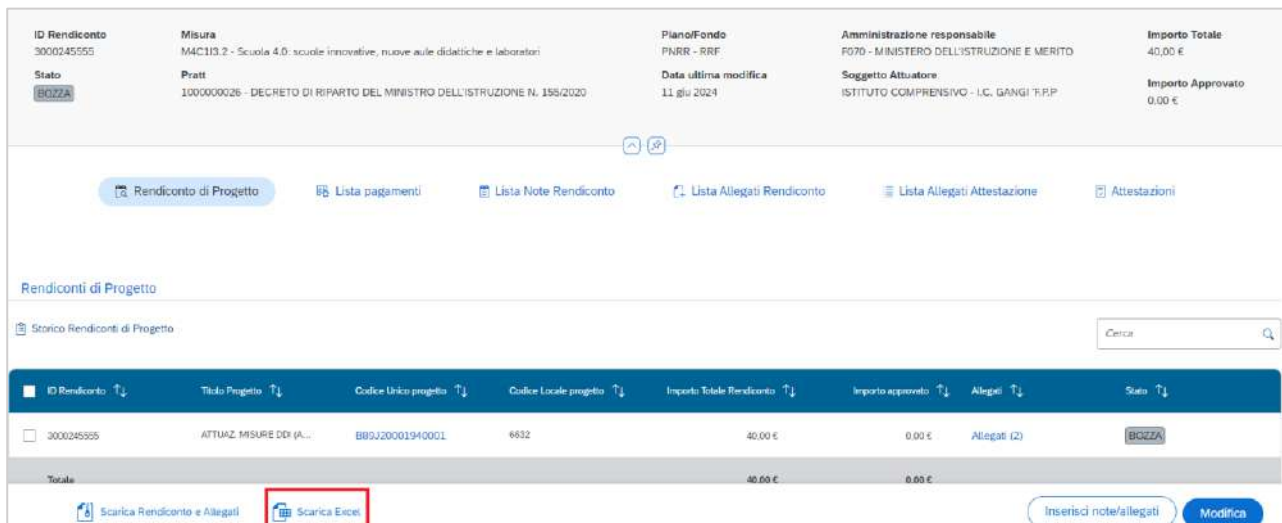 ID Rendiconto Misura Piano/Fondo Amministrazione responsabile Importo Totale
3000245555 M4C1I3.2 - Scuola 4.0: scuole innovative, nuove aule didattiche e laboratori PNRR - RRF F070 - MINISTERO DELL'ISTRUZIONE E MERITO 40,00 €
Stato Pratt Data ultima modifica Soggetto Attuatore Importo Approvato
BOZZA 1000000026 - DECRETO DI RIPARTO DEL MINISTRO DELL'ISTRUZIONE N. 155/2020 11 giu 2024 ISTITUTO COMPRENSIVO - I.C. GANGI 0,00 €
Rendiconto di Progetto Lista pagamenti Lista Note Rendiconto Lista Allegati Rendiconto Lista Allegati Attestazione Attestazioni
Rendiconti di Progetto
Storico Rendiconti di Progetto Cerca
ID Rendiconto Titolo Progetto Codice Unico progetto Codice Locale progetto Importo Totale Rendiconto Importo approvato Allegati Stato
3000245555 ATTUAZ. MISURE DDI (A... B89J20001940001 6632 40,00 € 0,00 € Allegati (2) BOZZA
Totale 40,00 € 0,00 €
Scarica Rendiconto e Allegati Scarica Excel Inserisci note/allegati Modifica